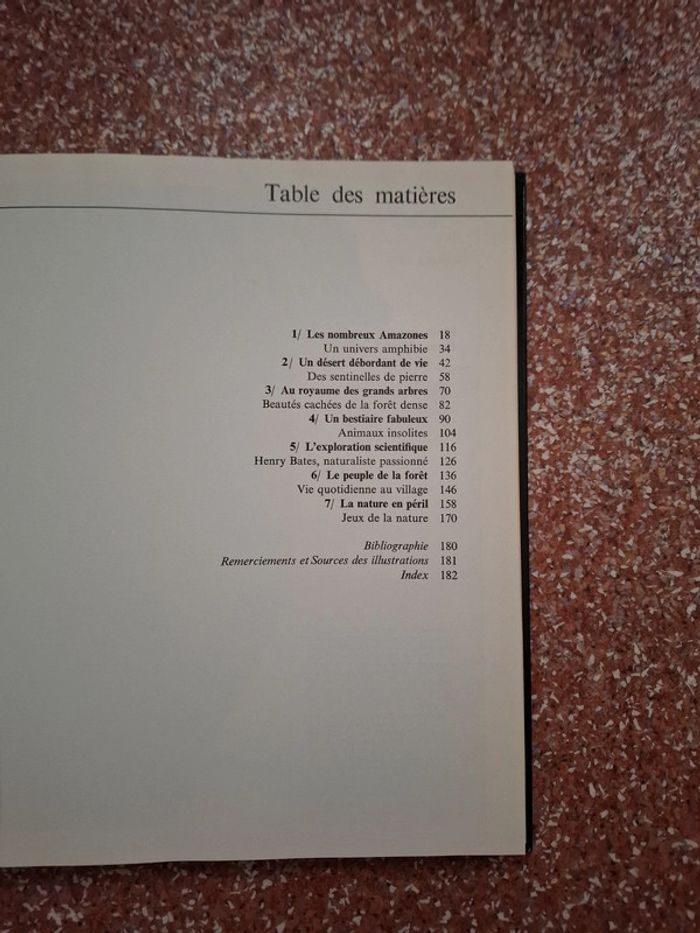 Table des matières
1/ Les nombreux Amazones 18
Un univers amphibie 34
2/ Un désert débordant de vie 42
Des sentinelles de pierre 58
3/ Au royaume des grands arbres 70
Beautés cachées de la forêt dense 82
4/ Un bestiaire fabuleux 90
Animaux insolites 104
5/ L'exploration scientifique 116
Henry Bates, naturaliste passionné 126
6/ Le peuple de la forêt 136
Vie quotidienne au village 146
7/ La nature en péril 158
Jeux de la nature 170
Bibliographie 180
Remerciements et Sources des illustrations 181
Index 182